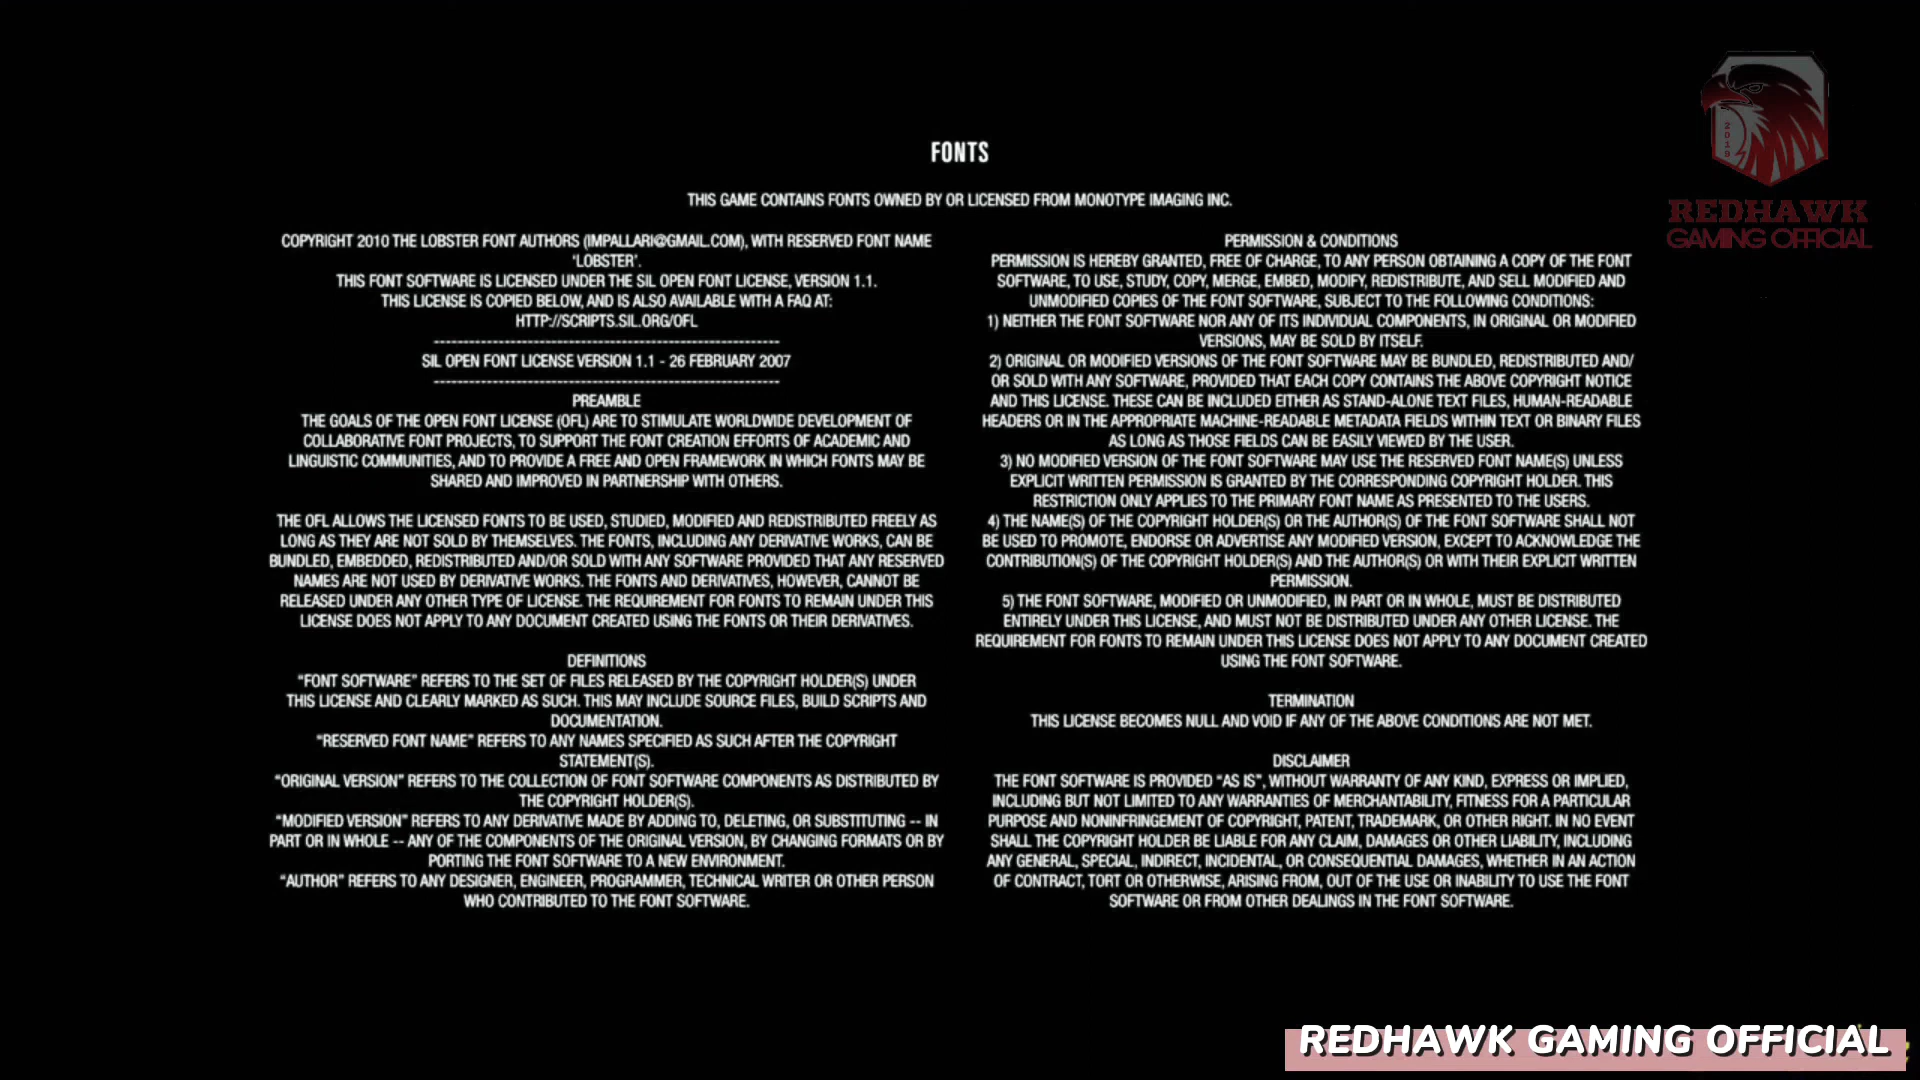 FONTS
THIS GAME CONTAINS FONTS OWNED BY OR LICENSED FROM MONOTYPE IMAGING INC.
COPYRIGHT 2010 THE LOBSTER FONT AUTHORS (IMPALLARI@GMAIL.COM), WITH RESERVED FONT NAME
'LOBSTER'.
THIS FONT SOFTWARE IS LICENSED UNDER THE SIL OPEN FONT LICENSE, VERSION 1.1.
THIS LICENSE IS COPIED BELOW, AND IS ALSO AVAILABLE WITH A FAQ AT:
HTTP://SCRIPTS.SIL.ORG/OFL
-----------------------------------------------------------
SIL OPEN FONT LICENSE VERSION 1.1 - 26 FEBRUARY 2007
-----------------------------------------------------------
PREAMBLE
THE GOALS OF THE OPEN FONT LICENSE (OFL) ARE TO STIMULATE WORLDWIDE DEVELOPMENT OF
COLLABORATIVE FONT PROJECTS, TO SUPPORT THE FONT CREATION EFFORTS OF ACADEMIC AND
LINGUISTIC COMMUNITIES, AND TO PROVIDE A FREE AND OPEN FRAMEWORK IN WHICH FONTS MAY BE
SHARED AND IMPROVED IN PARTNERSHIP WITH OTHERS.
THE OFL ALLOWS THE LICENSED FONTS TO BE USED, STUDIED, MODIFIED AND REDISTRIBUTED FREELY AS
LONG AS THEY ARE NOT SOLD BY THEMSELVES. THE FONTS, INCLUDING ANY DERIVATIVE WORKS, CAN BE
BUNDLED, EMBEDDED, REDISTRIBUTED AND/OR SOLD WITH ANY SOFTWARE PROVIDED THAT ANY RESERVED
NAMES ARE NOT USED BY DERIVATIVE WORKS. THE FONTS AND DERIVATIVES, HOWEVER, CANNOT BE
RELEASED UNDER ANY OTHER TYPE OF LICENSE. THE REQUIREMENT FOR FONTS TO REMAIN UNDER THIS
LICENSE DOES NOT APPLY TO ANY DOCUMENT CREATED USING THE FONTS OR THEIR DERIVATIVES.
DEFINITIONS
“FONT SOFTWARE” REFERS TO THE SET OF FILES RELEASED BY THE COPYRIGHT HOLDER(S) UNDER
THIS LICENSE AND CLEARLY MARKED AS SUCH. THIS MAY INCLUDE SOURCE FILES, BUILD SCRIPTS AND
DOCUMENTATION.
“RESERVED FONT NAME” REFERS TO ANY NAMES SPECIFIED AS SUCH AFTER THE COPYRIGHT
STATEMENT(S).
“ORIGINAL VERSION” REFERS TO THE COLLECTION OF FONT SOFTWARE COMPONENTS AS DISTRIBUTED BY
THE COPYRIGHT HOLDER(S).
“MODIFIED VERSION” REFERS TO ANY DERIVATIVE MADE BY ADDING TO, DELETING, OR SUBSTITUTING -- IN
PART OR IN WHOLE -- ANY OF THE COMPONENTS OF THE ORIGINAL VERSION, BY CHANGING FORMATS OR BY
PORTING THE FONT SOFTWARE TO A NEW ENVIRONMENT.
“AUTHOR” REFERS TO ANY DESIGNER, ENGINEER, PROGRAMMER, TECHNICAL WRITER OR OTHER PERSON
WHO CONTRIBUTED TO THE FONT SOFTWARE.
PERMISSION & CONDITIONS
PERMISSION IS HEREBY GRANTED, FREE OF CHARGE, TO ANY PERSON OBTAINING A COPY OF THE FONT
SOFTWARE, TO USE, STUDY, COPY, MERGE, EMBED, MODIFY, REDISTRIBUTE, AND SELL MODIFIED AND
UNMODIFIED COPIES OF THE FONT SOFTWARE, SUBJECT TO THE FOLLOWING CONDITIONS:
1) NEITHER THE FONT SOFTWARE NOR ANY OF ITS INDIVIDUAL COMPONENTS, IN ORIGINAL OR MODIFIED
VERSIONS, MAY BE SOLD BY ITSELF.
2) ORIGINAL OR MODIFIED VERSIONS OF THE FONT SOFTWARE MAY BE BUNDLED, REDISTRIBUTED AND/
OR SOLD WITH ANY SOFTWARE, PROVIDED THAT EACH COPY CONTAINS THE ABOVE COPYRIGHT NOTICE
AND THIS LICENSE. THESE CAN BE INCLUDED EITHER AS STAND-ALONE TEXT FILES, HUMAN-READABLE
HEADERS OR IN THE APPROPRIATE MACHINE-READABLE METADATA FIELDS WITHIN TEXT OR BINARY FILES
AS LONG AS THOSE FIELDS CAN BE EASILY VIEWED BY THE USER.
3) NO MODIFIED VERSION OF THE FONT SOFTWARE MAY USE THE RESERVED FONT NAME(S) UNLESS
EXPLICIT WRITTEN PERMISSION IS GRANTED BY THE CORRESPONDING COPYRIGHT HOLDER. THIS
RESTRICTION ONLY APPLIES TO THE PRIMARY FONT NAME AS PRESENTED TO THE USERS.
4) THE NAME(S) OF THE COPYRIGHT HOLDER(S) OR THE AUTHOR(S) OF THE FONT SOFTWARE SHALL NOT
BE USED TO PROMOTE, ENDORSE OR ADVERTISE ANY MODIFIED VERSION, EXCEPT TO ACKNOWLEDGE THE
CONTRIBUTION(S) OF THE COPYRIGHT HOLDER(S) AND THE AUTHOR(S) OR WITH THEIR EXPLICIT WRITTEN
PERMISSION.
5) THE FONT SOFTWARE, MODIFIED OR UNMODIFIED, IN PART OR IN WHOLE, MUST BE DISTRIBUTED
ENTIRELY UNDER THIS LICENSE, AND MUST NOT BE DISTRIBUTED UNDER ANY OTHER LICENSE. THE
REQUIREMENT FOR FONTS TO REMAIN UNDER THIS LICENSE DOES NOT APPLY TO ANY DOCUMENT CREATED
USING THE FONT SOFTWARE.
TERMINATION
THIS LICENSE BECOMES NULL AND VOID IF ANY OF THE ABOVE CONDITIONS ARE NOT MET.
DISCLAIMER
THE FONT SOFTWARE IS PROVIDED “AS IS”, WITHOUT WARRANTY OF ANY KIND, EXPRESS OR IMPLIED,
INCLUDING BUT NOT LIMITED TO ANY WARRANTIES OF MERCHANTABILITY, FITNESS FOR A PARTICULAR
PURPOSE AND NONINFRINGEMENT OF COPYRIGHT, PATENT, TRADEMARK, OR OTHER RIGHT. IN NO EVENT
SHALL THE COPYRIGHT HOLDER BE LIABLE FOR ANY CLAIM, DAMAGES OR OTHER LIABILITY, INCLUDING
ANY GENERAL, SPECIAL, INDIRECT, INCIDENTAL, OR CONSEQUENTIAL DAMAGES, WHETHER IN AN ACTION
OF CONTRACT, TORT OR OTHERWISE, ARISING FROM, OUT OF THE USE OR INABILITY TO USE THE FONT
SOFTWARE OR FROM OTHER DEALINGS IN THE FONT SOFTWARE.
2019
REDHAWK
GAMING OFFICIAL
REDHAWK GAMING OFFICIAL